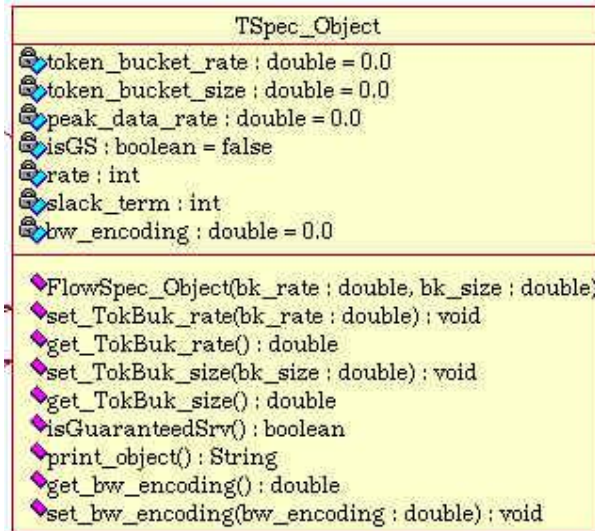 TSpec_Object
token_bucket_rate : double = 0.0
token_bucket_size : double = 0.0
peak_data_rate : double = 0.0
isGS : boolean = false
rate : int
slack_term : int
bw_encoding : double = 0.0
FlowSpec_Object(bk_rate : double, bk_size : double)
set_TokBuk_rate(bk_rate : double) : void
get_TokBuk_rate() : double
set_TokBuk_size(bk_size : double) : void
get_TokBuk_size() : double
isGuaranteedSrv() : boolean
print_object() : String
get_bw_encoding() : double
set_bw_encoding(bw_encoding : double) : void